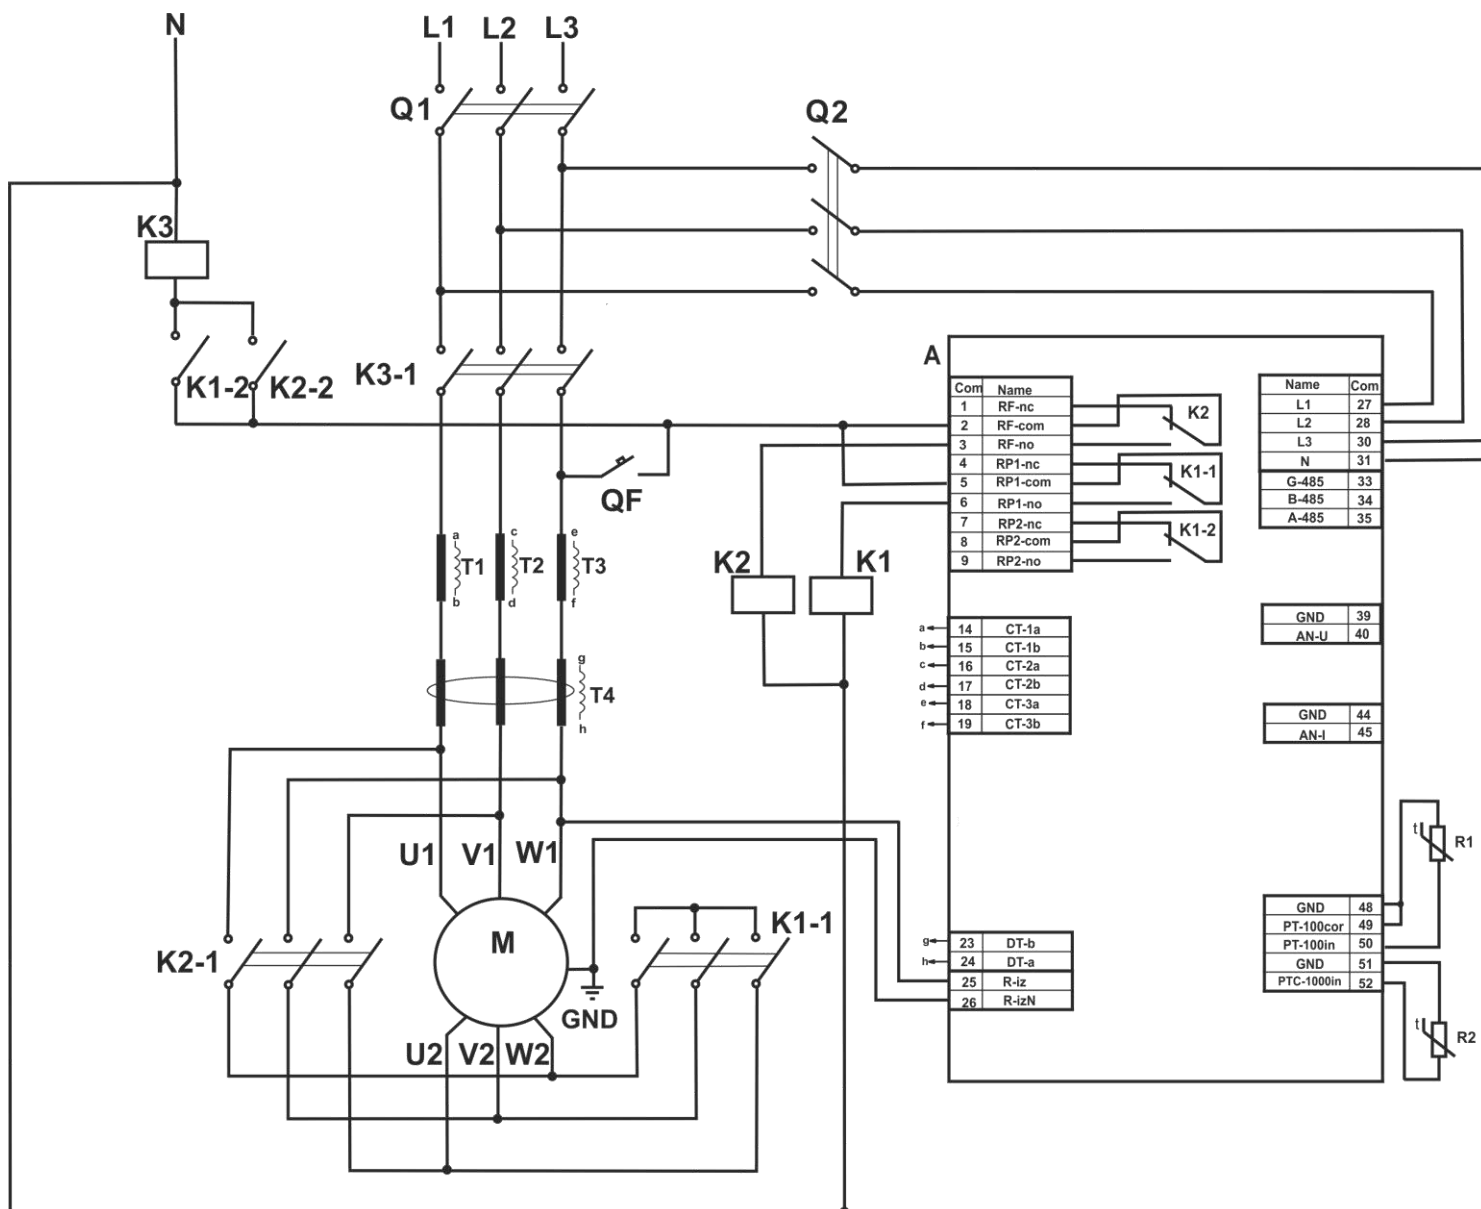 N
L1 L2 L3
Q1
Q2
K3
K1-2
K2-2
K3-1
QF
a
b
T1
c
d
T2
e
f
T3
g
h
T4
K2
K1
U1 V1 W1
M
GND
U2 V2 W2
K2-1
K1-1
A
Com Name
1 RF-nc
2 RF-com
3 RF-no
4 RP1-nc
5 RP1-com
6 RP1-no
7 RP2-nc
8 RP2-com
9 RP2-no
K2
K1-1
K1-2
a 14 CT-1a
b 15 CT-1b
c 16 CT-2a
d 17 CT-2b
e 18 CT-3a
f 19 CT-3b
g 23 DT-b
h 24 DT-a
25 R-iz
26 R-izN
Name Com
L1 27
L2 28
L3 30
N 31
G-485 33
B-485 34
A-485 35
GND 39
AN-U 40
GND 44
AN-I 45
GND 48
PT-100cor 49
PT-100in 50
GND 51
PTC-1000in 52
t R1
t R2